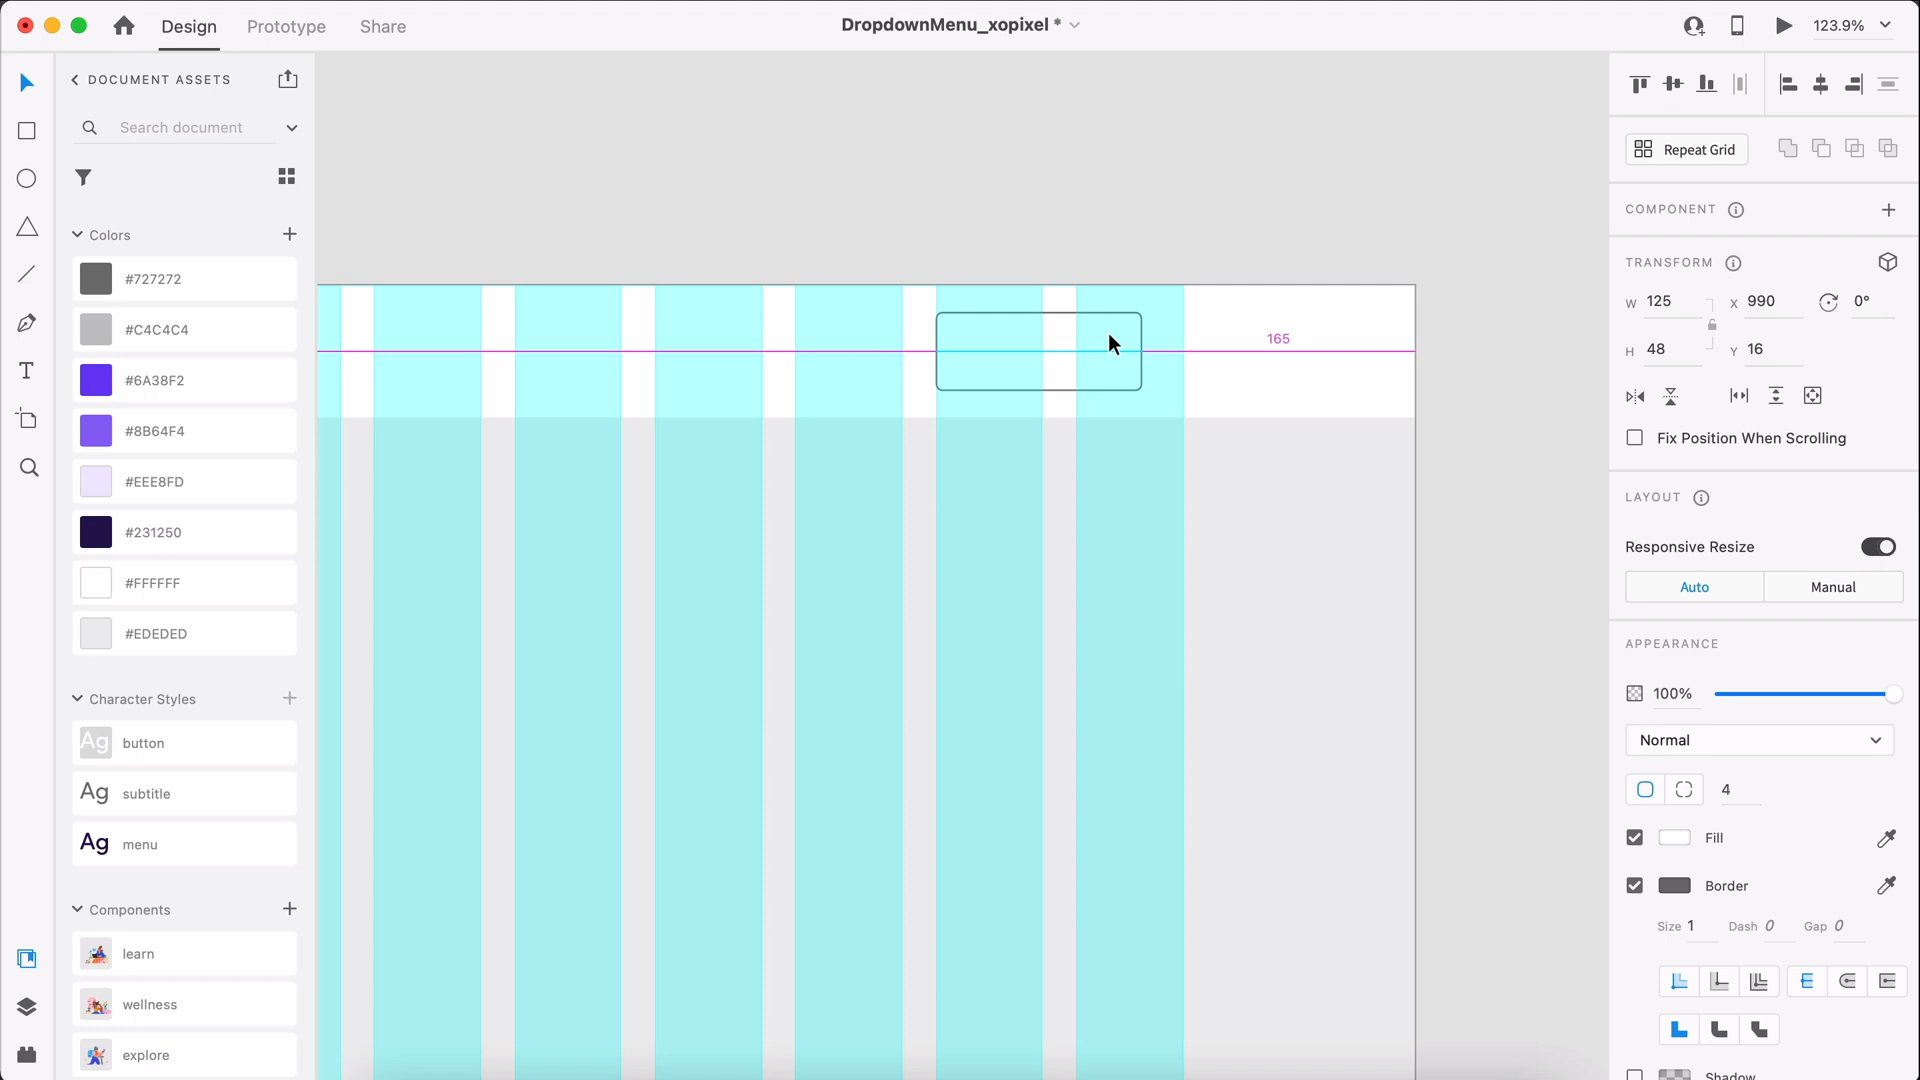 Design
Prototype
Share
DropdownMenu_xopixel *
123.9%
DOCUMENT ASSETS
Search document
Colors
#727272
#C4C4C4
#6A38F2
#8B64F4
#EEE8FD
#231250
#FFFFFF
#EDEDED
Character Styles
Ag button
Ag subtitle
Ag menu
Components
learn
wellness
explore
165
Repeat Grid
COMPONENT
TRANSFORM
W 125
X 990
0°
H 48
Y 16
Fix Position When Scrolling
LAYOUT
Responsive Resize
Auto
Manual
APPEARANCE
100%
Normal
4
Fill
Border
Size 1
Dash 0
Gap 0
Shadow